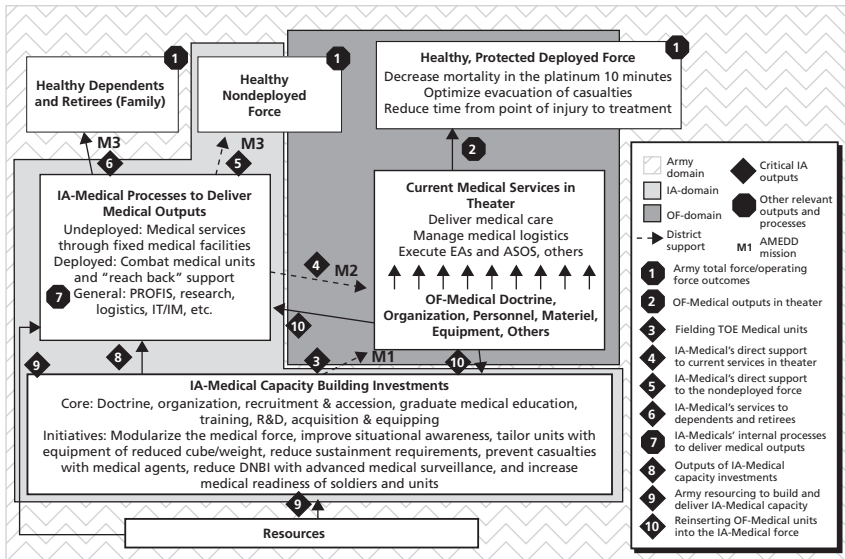 1
1
1
Healthy Dependents
and Retirees (Family)
Healthy
Nondeployed
Force
Healthy, Protected Deployed Force
Decrease mortality in the platinum 10 minutes
Optimize evacuation of casualties
Reduce time from point of injury to treatment
M3
6
M3
5
2
IA-Medical Processes to Deliver
Medical Outputs
Undeployed: Medical services
through fixed medical facilities
Deployed: Combat medical units
and “reach back” support
General: PROFIS, research,
logistics, IT/IM, etc.
7
4
M2
Current Medical Services in
Theater
Deliver medical care
Manage medical logistics
Execute EAs and ASOS, others
OF-Medical Doctrine,
Organization, Personnel, Materiel,
Equipment, Others
10
9
8
3
M1
10
IA-Medical Capacity Building Investments
Core: Doctrine, organization, recruitment & accession, graduate medical education,
training, R&D, acquisition & equipping
Initiatives: Modularize the medical force, improve situational awareness, tailor units with
equipment of reduced cube/weight, reduce sustainment requirements, prevent casualties
with medical agents, reduce DNBI with advanced medical surveillance, and increase
medical readiness of soldiers and units
9
Resources
Army
domain
IA-domain
OF-domain
District
support
Critical IA
outputs
Other relevant
outputs and
processes
M1 AMEDD
mission
1 Army total force/operating
force outcomes
2 OF-Medical outputs in theater
3 Fielding TOE Medical units
4 IA-Medical’s direct support
to current services in theater
5 IA-Medical’s direct support
to the nondeployed force
6 IA-Medical’s services to
dependents and retirees
7 IA-Medicals’ internal processes
to deliver medical outputs
8 Outputs of IA-Medical
capacity investments
9 Army resourcing to build and
deliver IA-Medical capacity
10 Reinserting OF-Medical units
into the IA-Medical force